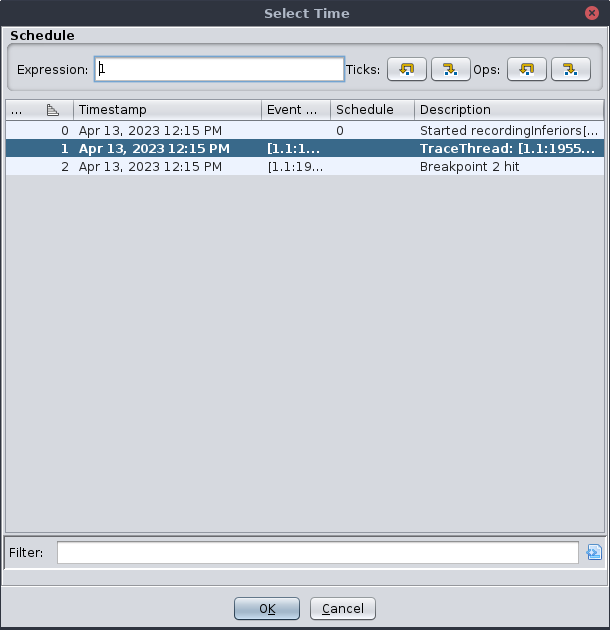 Select Time
Schedule
Expression: 1 Ticks: Ops:
... Timestamp Event ... Schedule Description
0 Apr 13, 2023 12:15 PM 0 Started recordingInferiors[...
1 Apr 13, 2023 12:15 PM [1.1:1... TraceThread: [1.1:1955...
2 Apr 13, 2023 12:15 PM [1.1:19... Breakpoint 2 hit
Filter:
OK Cancel